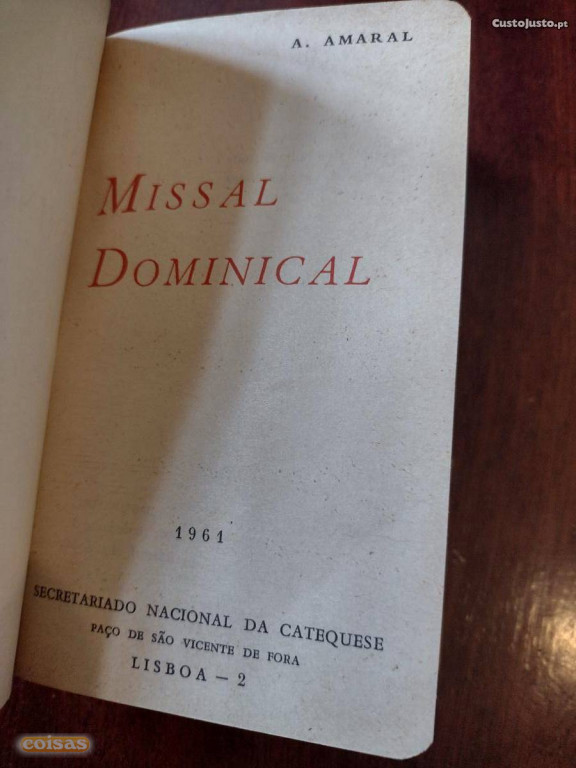 CustoJusto.pt
A. AMARAL
MISSAL
DOMINICAL
1961
SECRETARIADO NACIONAL DA CATEQUESE
PAÇO DE SÃO VICENTE DE FORA
LISBOA — 2
coisas